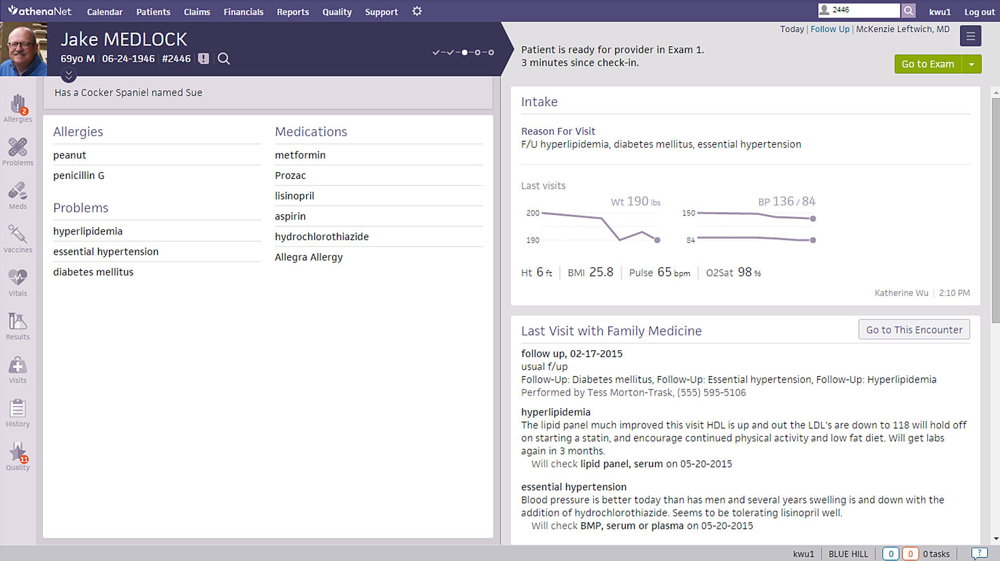 athenaNet Calendar Patients Claims Financials Reports Quality Support 2446 kwu1 Log out
Jake MEDLOCK
69yo M 06-24-1946 #2446
Today | Follow Up | McKenzie Leftwich, MD
Patient is ready for provider in Exam 1.
3 minutes since check-in.
Go to Exam
2
Allergies
Problems
Meds
Vaccines
Vitals
Results
Visits
History
11
Quality
Has a Cocker Spaniel named Sue
Allergies
peanut
penicillin G
Problems
hyperlipidemia
essential hypertension
diabetes mellitus
Medications
metformin
Prozac
lisinopril
aspirin
hydrochlorothiazide
Allegra Allergy
Intake
Reason For Visit
F/U hyperlipidemia, diabetes mellitus, essential hypertension
Last visits
Wt 190 lbs
200
190
BP 136 / 84
150
84
Ht 6 ft BMI 25.8 Pulse 65 bpm O2Sat 98 %
Katherine Wu | 2:10 PM
Last Visit with Family Medicine
Go to This Encounter
follow up, 02-17-2015
usual f/up
Follow-Up: Diabetes mellitus, Follow-Up: Essential hypertension, Follow-Up: Hyperlipidemia
Performed by Tess Morton-Trask, (555) 595-5106
hyperlipidemia
The lipid panel much improved this visit HDL is up and out the LDL's are down to 118 will hold off
on starting a statin, and encourage continued physical activity and low fat diet. Will get labs
again in 3 months.
Will check lipid panel, serum on 05-20-2015
essential hypertension
Blood pressure is better today than has men and several years swelling is and down with the
addition of hydrochlorothiazide. Seems to be tolerating lisinopril well.
Will check BMP, serum or plasma on 05-20-2015
kwu1 | BLUE HILL 0 0 0 tasks ?